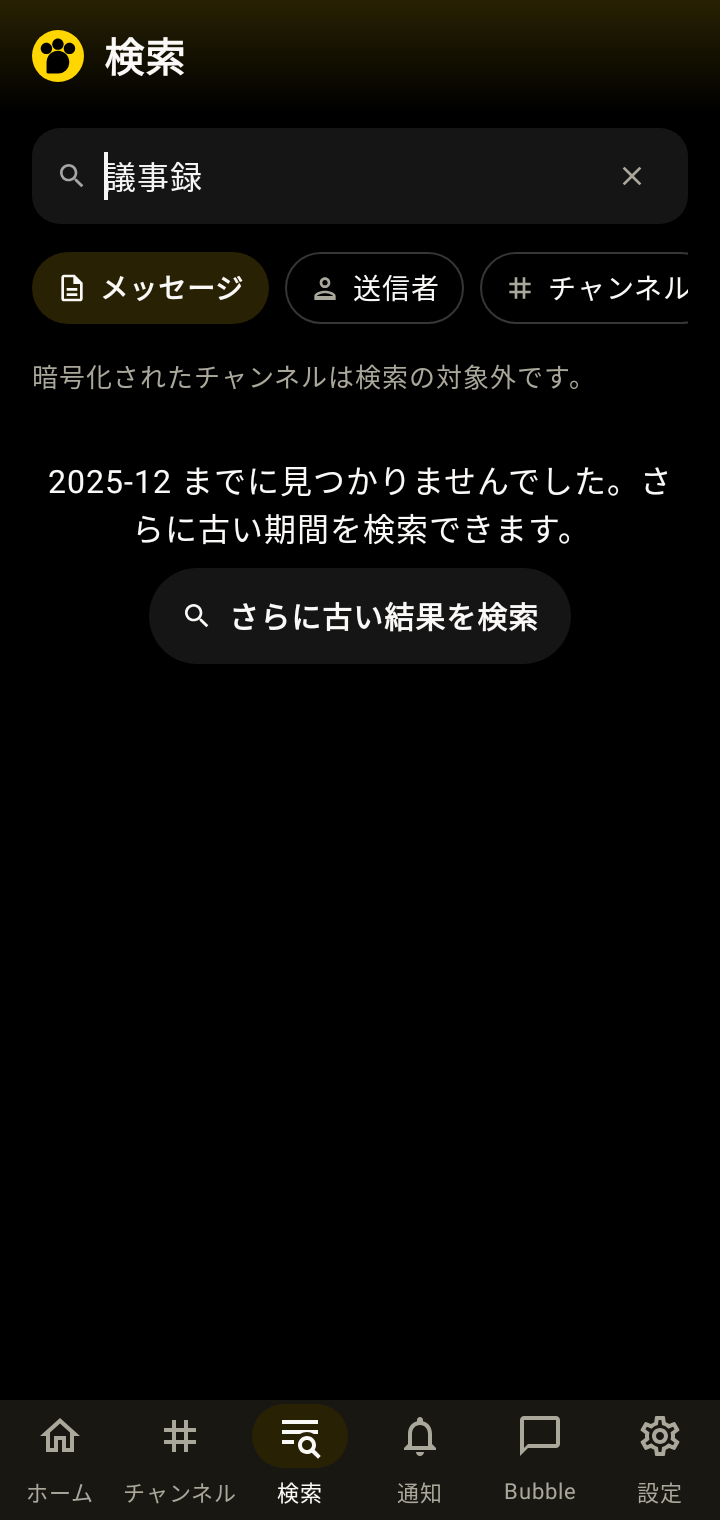 検索
議事録
メッセージ
送信者
チャンネル
暗号化されたチャンネルは検索の対象外です。
2025-12 までに見つかりませんでした。さ
らに古い期間を検索できます。
さらに古い結果を検索
ホーム
チャンネル
検索
通知
Bubble
設定